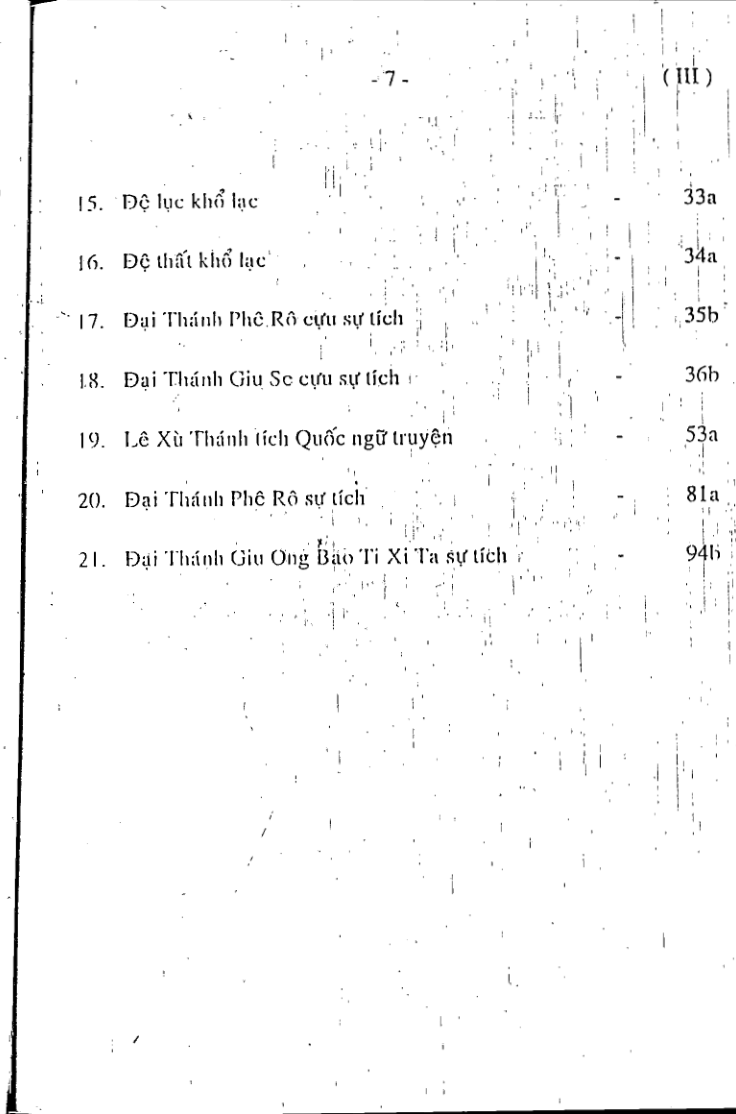 - 7 - ( III )
15. Đệ lục khổ lạc - 33a
16. Đệ thất khổ lạc - 34a
17. Đại Thánh Phê Rô cựu sự tích - 35b
18. Đại Thánh Giu Se cựu sự tích - 36b
19. Lê Xù Thánh tích Quốc ngữ truyện - 53a
20. Đại Thánh Phê Rô sự tích - 81a
21. Đại Thánh Giu Ong Bảo Ti Xi Ta sự tích - 94b